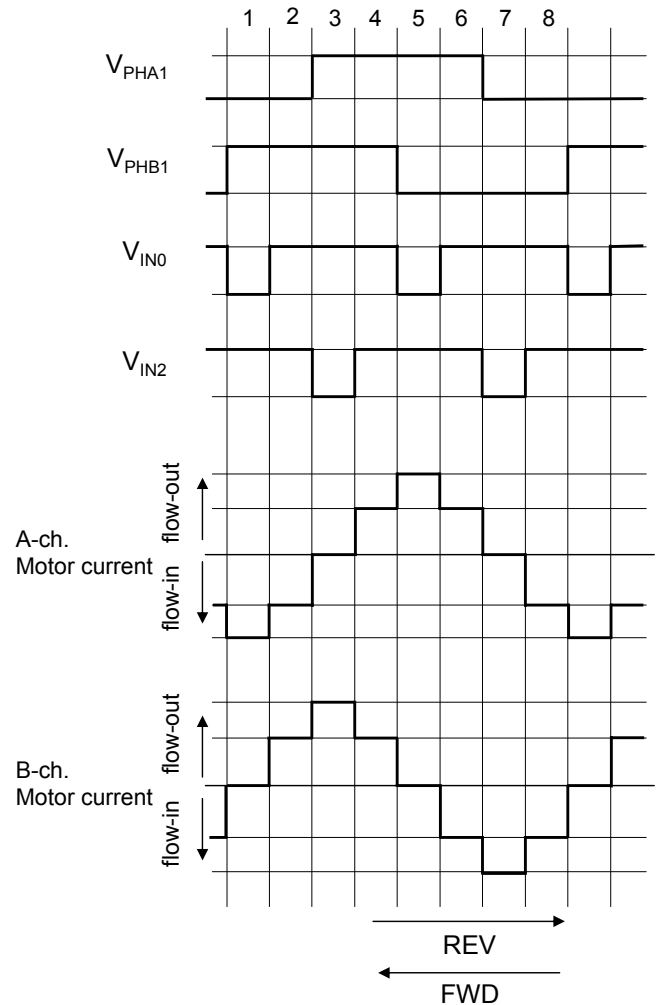 1 2 3 4 5 6 7 8
VPHA1
VPHB1
VIN0
VIN2
flow-out
A-ch.
Motor current
flow-in
flow-out
B-ch.
Motor current
flow-in
REV
FWD